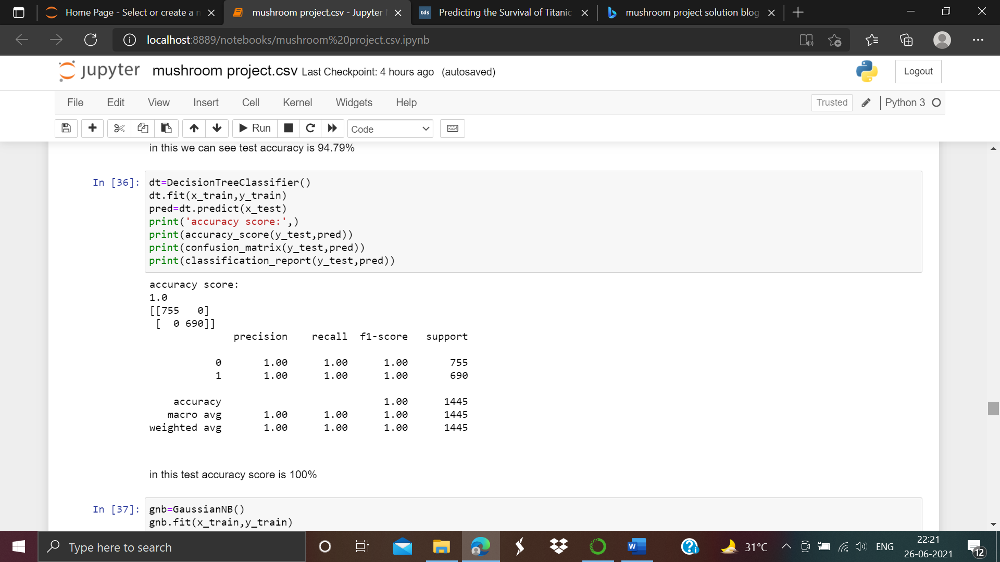 Home Page - Select or create a n
mushroom project.csv - Jupyter
tds Predicting the Survival of Titanic
mushroom project solution blog
localhost:8889/notebooks/mushroom%20project.csv.ipynb
jupyter mushroom project.csv Last Checkpoint: 4 hours ago (autosaved)
Logout
File Edit View Insert Cell Kernel Widgets Help
Trusted Python 3
Run Code
in this we can see test accuracy is 94.79%
In [36]: dt=DecisionTreeClassifier()
dt.fit(x_train,y_train)
pred=dt.predict(x_test)
print('accuracy score:',)
print(accuracy_score(y_test,pred))
print(confusion_matrix(y_test,pred))
print(classification_report(y_test,pred))
accuracy score:
1.0
[[755   0]
 [  0 690]]
precision recall f1-score support
0 1.00 1.00 1.00 755
1 1.00 1.00 1.00 690
accuracy 1.00 1445
macro avg 1.00 1.00 1.00 1445
weighted avg 1.00 1.00 1.00 1445
in this test accuracy score is 100%
In [37]: gnb=GaussianNB()
gnb.fit(x_train,y_train)
Type here to search
W
31°C
ENG
22:21
26-06-2021
12